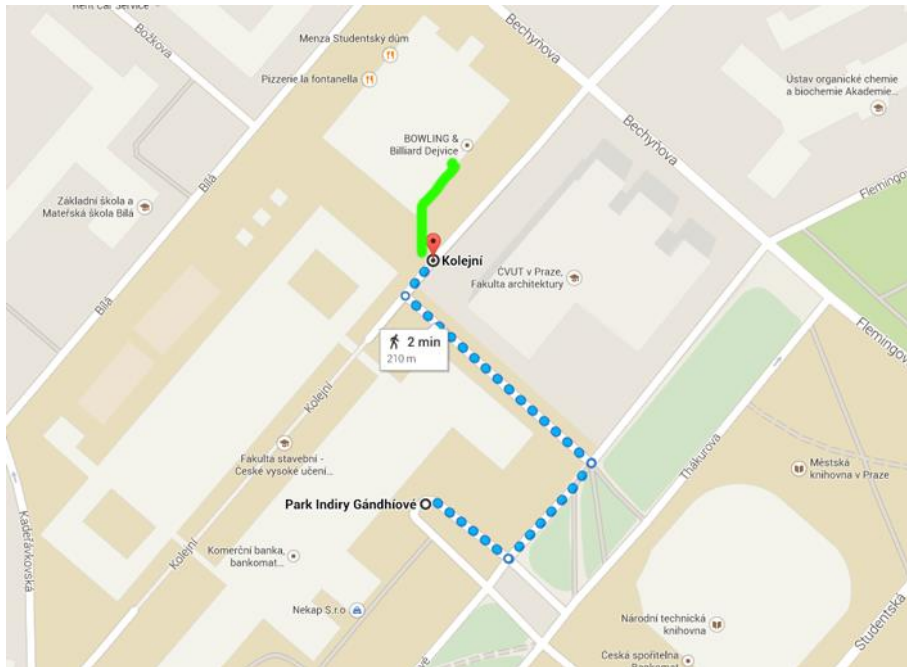 Rent Car Service
Božkova
Menza Studentský dům
Pizzerie la fontanella
Bechyňova
Ústav organické chemie
a biochemie Akademie...
BOWLING &
Billiard Dejvice
Bechyňova
Bílá
Základní škola a
Mateřská škola Bílá
Flemingov
Kolejní
ČVUT v Praze,
Fakulta architektury
Bílá
2 min
210 m
Flemingov
Kolejní
Fakulta stavební -
České vysoké učení...
Thákurova
Městská
knihovna v Praze
Park Indiry Gándhíové
Kadeřávkovská
Kolejní
Komerční banka,
bankomat...
Nekap S.r.o
Národní technická
knihovna
Studentská
Česká spořitelna